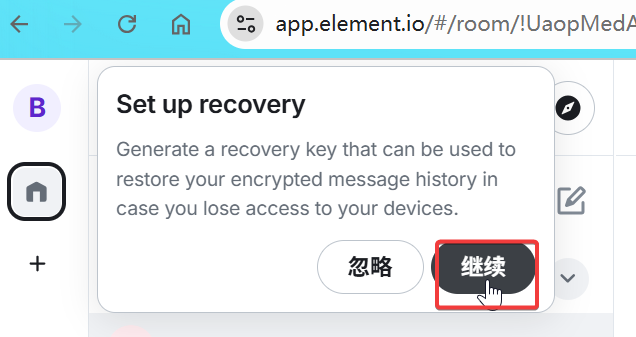 app.element.io/#/room/!UaopMedA
B
Set up recovery
Generate a recovery key that can be used to
restore your encrypted message history in
case you lose access to your devices.
忽略
继续